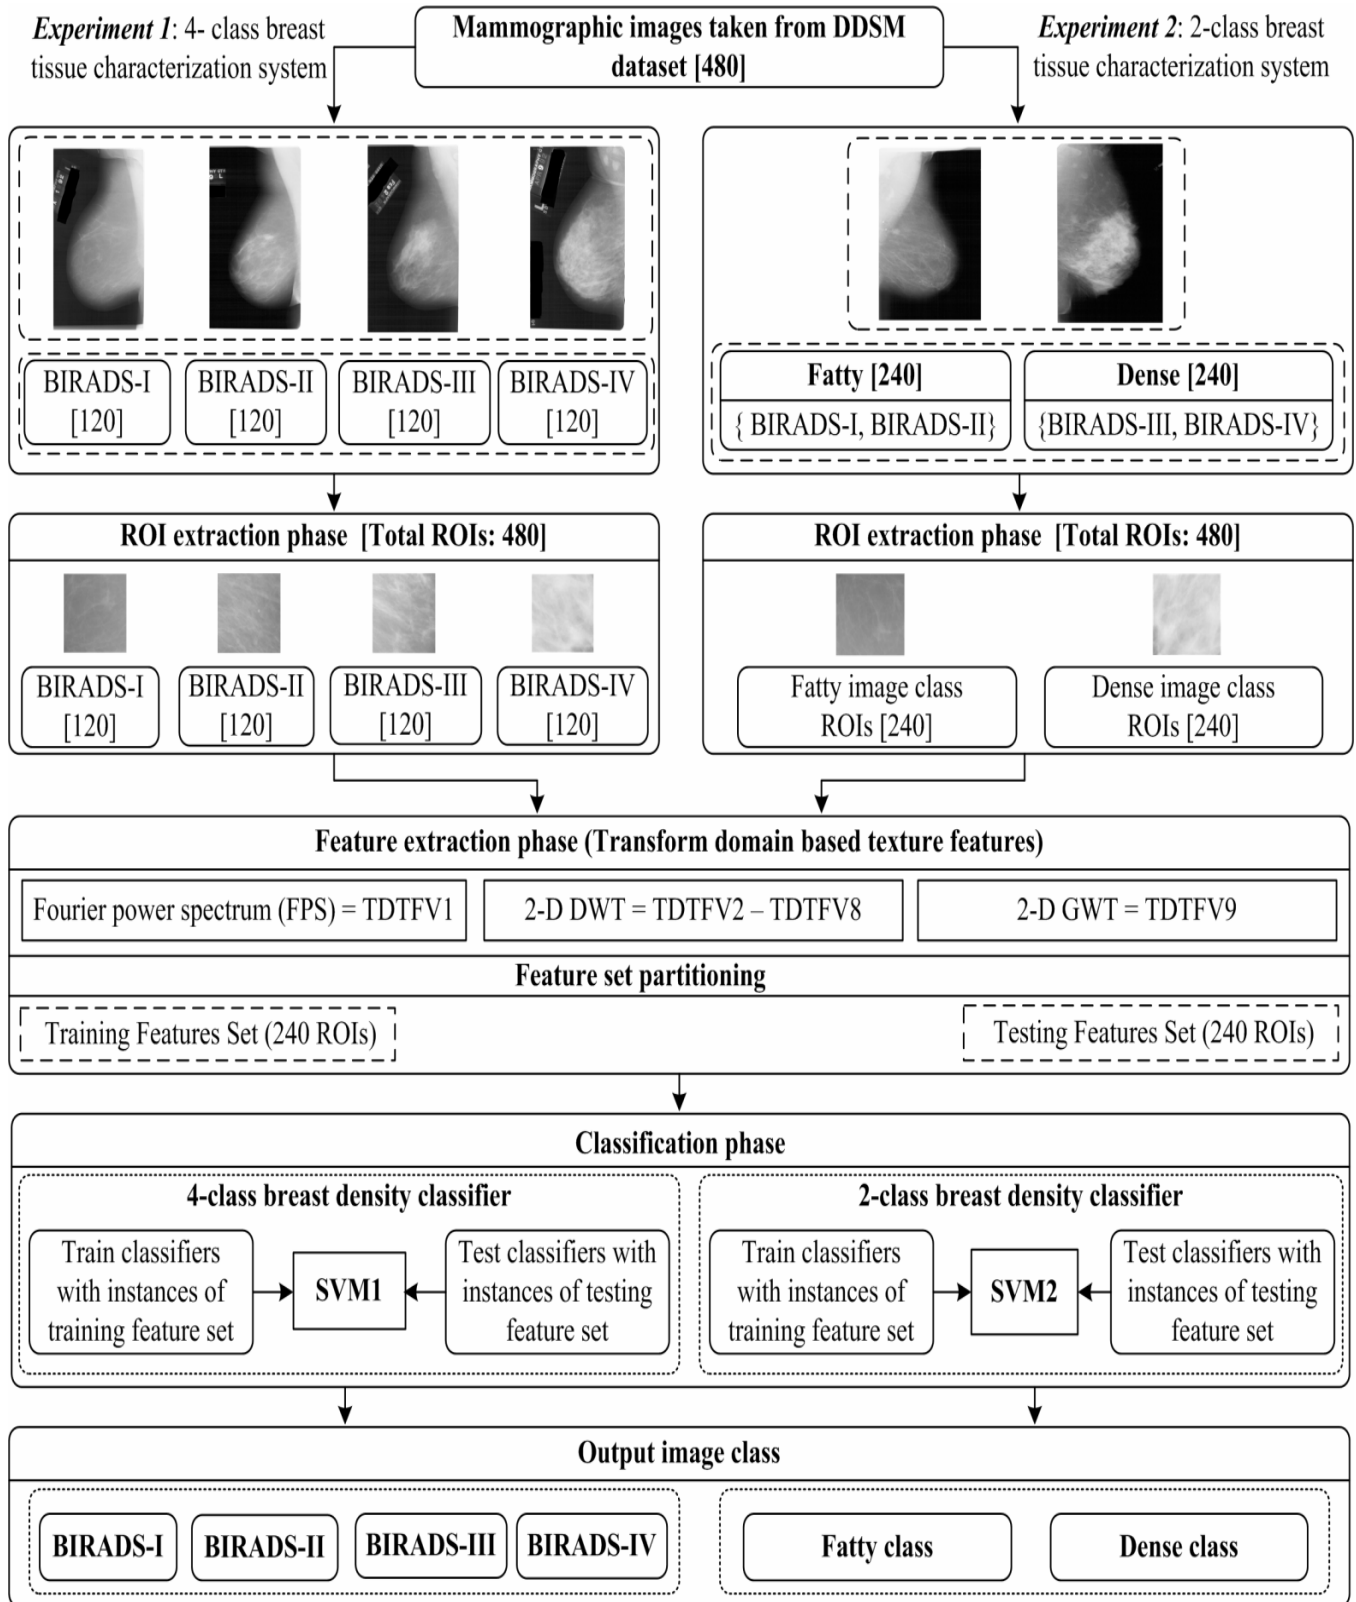 Experiment 1: 4- class breast
tissue characterization system
Mammographic images taken from DDSM
dataset [480]
Experiment 2: 2-class breast
tissue characterization system
BIRADS-I
[120]
BIRADS-II
[120]
BIRADS-III
[120]
BIRADS-IV
[120]
Fatty [240]
{ BIRADS-I, BIRADS-II}
Dense [240]
{BIRADS-III, BIRADS-IV}
ROI extraction phase [Total ROIs: 480]
BIRADS-I
[120]
BIRADS-II
[120]
BIRADS-III
[120]
BIRADS-IV
[120]
ROI extraction phase [Total ROIs: 480]
Fatty image class
ROIs [240]
Dense image class
ROIs [240]
Feature extraction phase (Transform domain based texture features)
Fourier power spectrum (FPS) = TDTFV1
2-D DWT = TDTFV2 – TDTFV8
2-D GWT = TDTFV9
Feature set partitioning
Training Features Set (240 ROIs)
Testing Features Set (240 ROIs)
Classification phase
4-class breast density classifier
Train classifiers
with instances of
training feature set
SVM1
Test classifiers with
instances of testing
feature set
2-class breast density classifier
Train classifiers
with instances of
training feature set
SVM2
Test classifiers with
instances of testing
feature set
Output image class
BIRADS-I
BIRADS-II
BIRADS-III
BIRADS-IV
Fatty class
Dense class